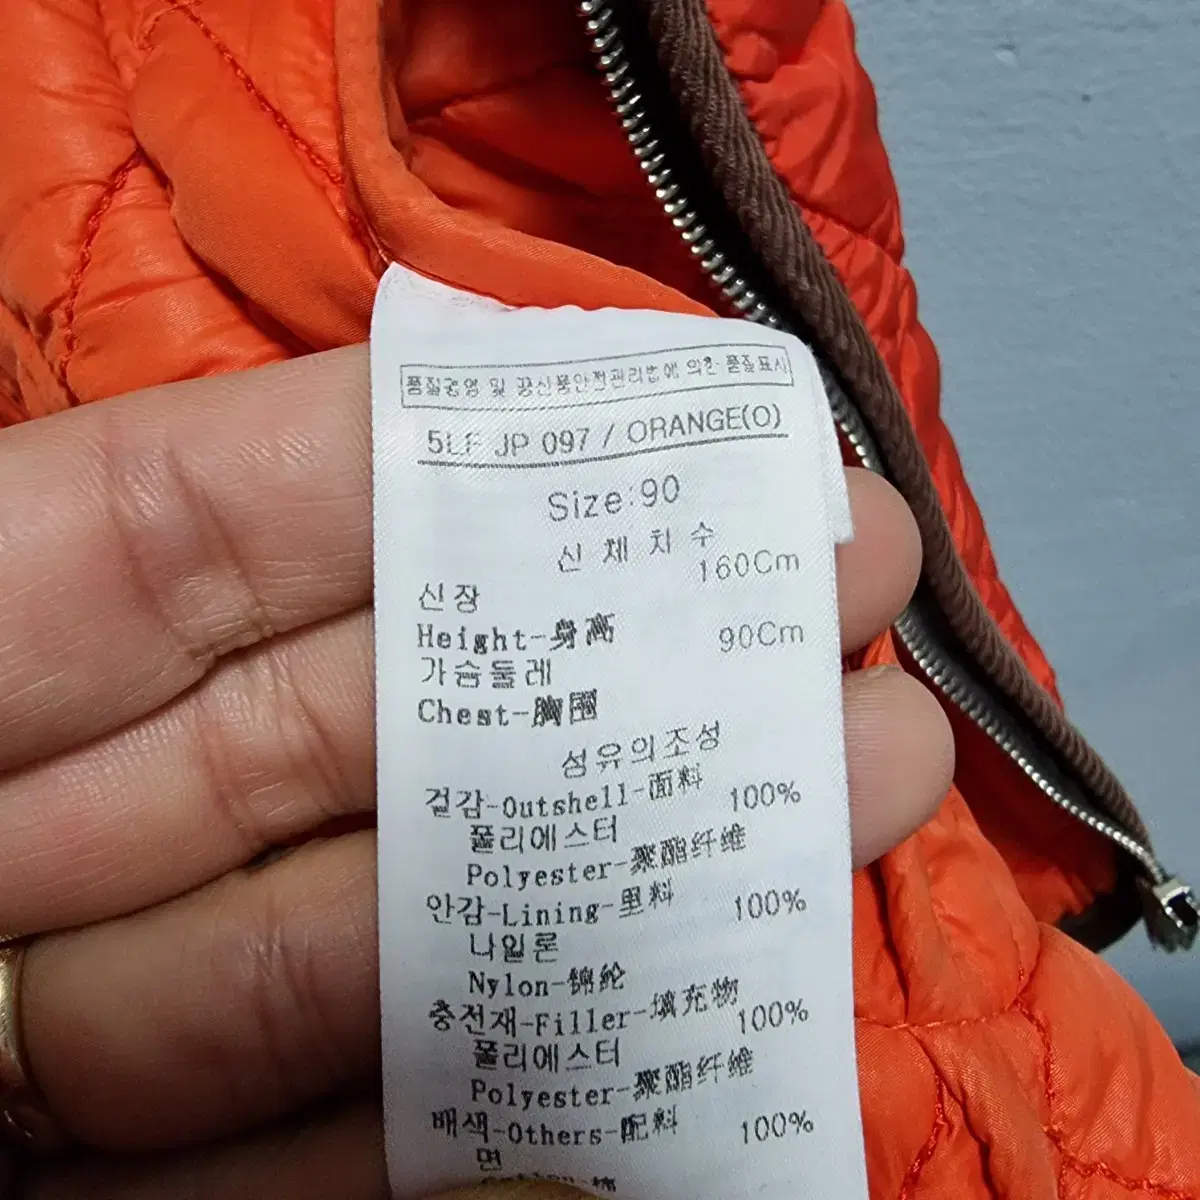 품질경영 및 공산품안전관리법에 의한 품질표시
5LF JP 097 / ORANGE(O)
Size:90
신 체 치 수
160Cm
신장
Height-身高
90Cm
가슴둘레
Chest-胸围
섬유의조성
겉감-Outshell-面料 100%
폴리에스터
Polyester-聚酯纤维
안감-Lining-里料 100%
나일론
Nylon-锦纶
충전재-Filler-填充物 100%
폴리에스터
Polyester-聚酯纤维
배색-Others-配料 100%
면